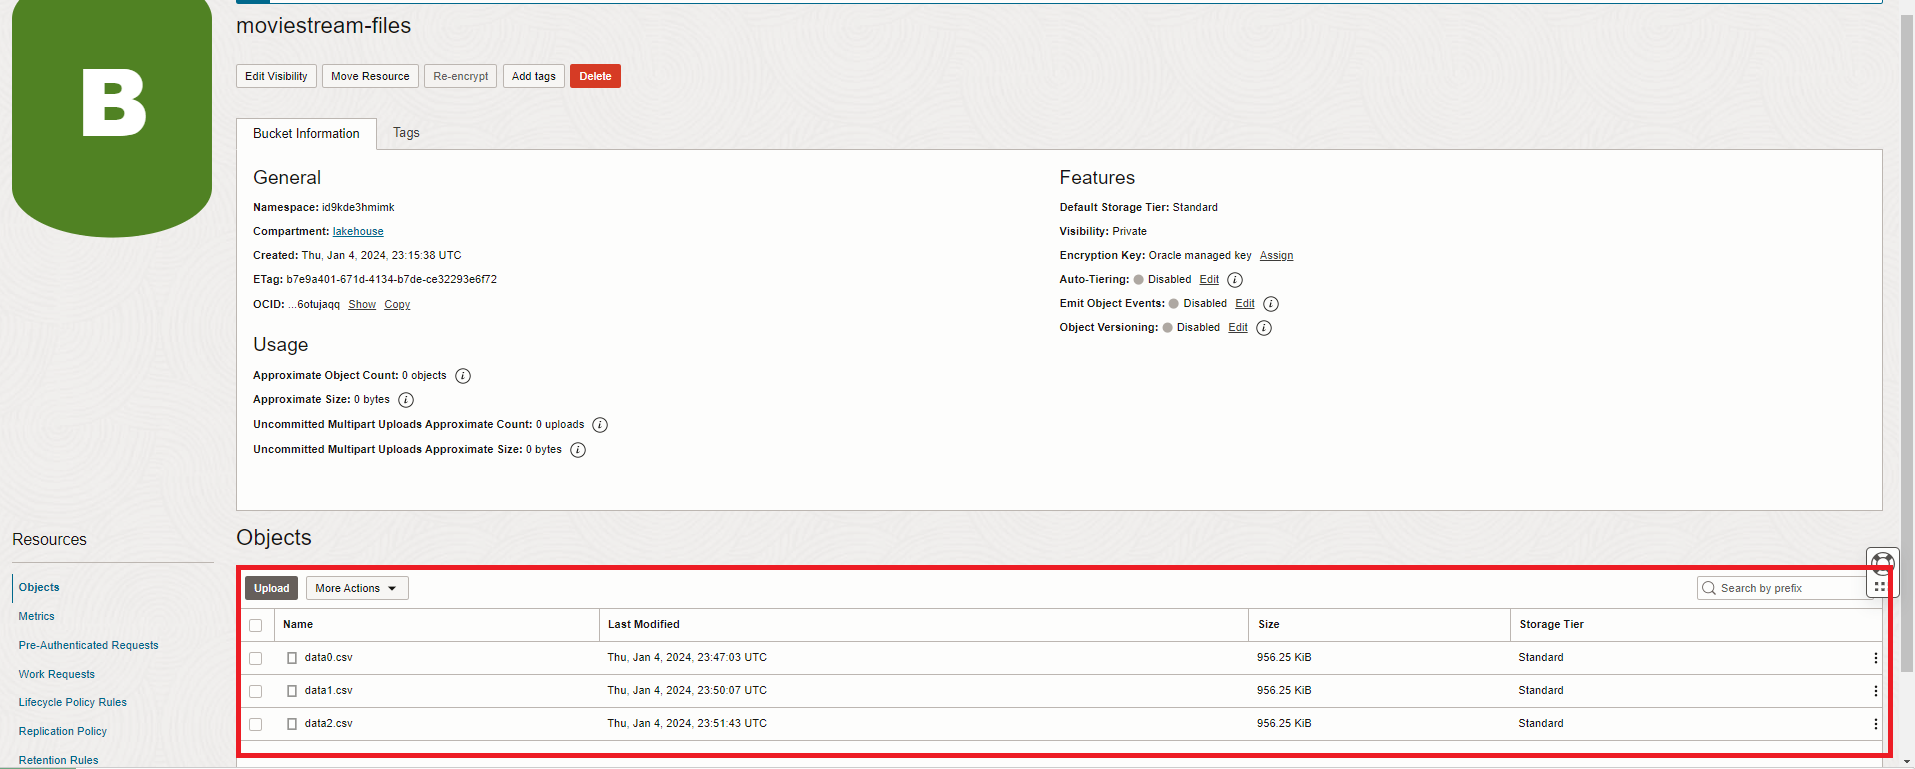 B
moviestream-files
Edit Visibility Move Resource Re-encrypt Add tags Delete
Bucket Information Tags
General
Namespace: id9kde3hmimk
Compartment: lakehouse
Created: Thu, Jan 4, 2024, 23:15:38 UTC
ETag: b7e9a401-671d-4134-b7de-ce32293e6f72
OCID: ...6otujaqq Show Copy
Usage
Approximate Object Count: 0 objects i
Approximate Size: 0 bytes i
Uncommitted Multipart Uploads Approximate Count: 0 uploads i
Uncommitted Multipart Uploads Approximate Size: 0 bytes i
Features
Default Storage Tier: Standard
Visibility: Private
Encryption Key: Oracle managed key Assign
Auto-Tiering: Disabled Edit i
Emit Object Events: Disabled Edit i
Object Versioning: Disabled Edit i
Resources
Objects
Metrics
Pre-Authenticated Requests
Work Requests
Lifecycle Policy Rules
Replication Policy
Retention Rules
Objects
Upload More Actions Search by prefix
Name Last Modified Size Storage Tier
data0.csv Thu, Jan 4, 2024, 23:47:03 UTC 956.25 KiB Standard
data1.csv Thu, Jan 4, 2024, 23:50:07 UTC 956.25 KiB Standard
data2.csv Thu, Jan 4, 2024, 23:51:43 UTC 956.25 KiB Standard